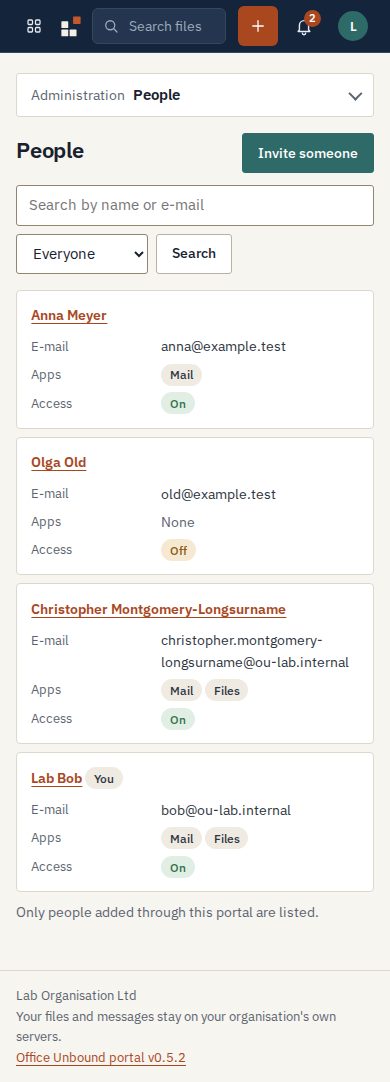 Search files
2
L
Administration People
People
Invite someone
Search by name or e-mail
Everyone
Search
Anna Meyer
E-mail anna@example.test
Apps Mail
Access On
Olga Old
E-mail old@example.test
Apps None
Access Off
Christopher Montgomery-Longsurname
E-mail christopher.montgomery-
longsurname@ou-lab.internal
Apps Mail Files
Access On
Lab Bob You
E-mail bob@ou-lab.internal
Apps Mail Files
Access On
Only people added through this portal are listed.
Lab Organisation Ltd
Your files and messages stay on your organisation's own
servers.
Office Unbound portal v0.5.2